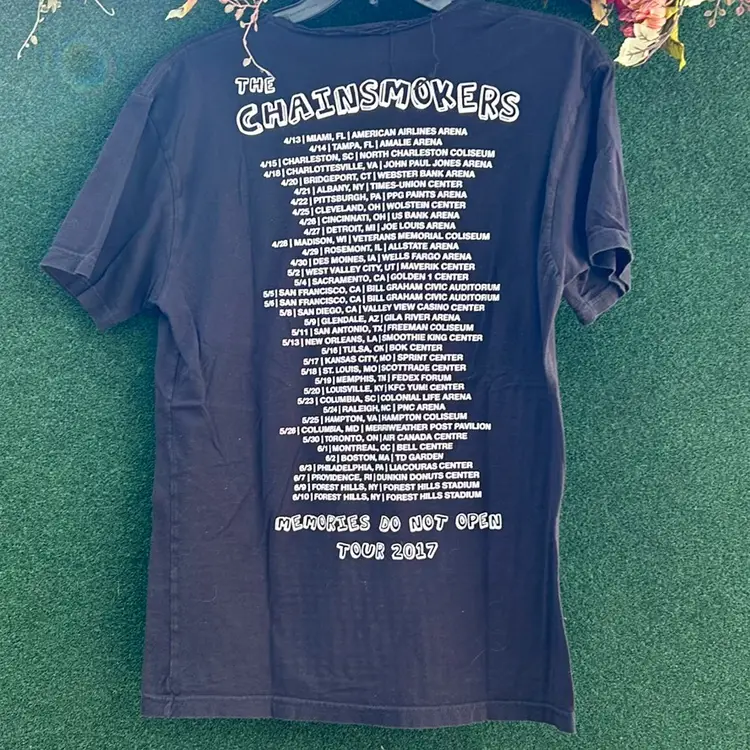 THE
CHAINSMOKERS
4/13 | MIAMI, FL | AMERICAN AIRLINES ARENA
4/14 | TAMPA, FL | AMALIE ARENA
4/15 | CHARLESTON, SC | NORTH CHARLESTON COLISEUM
4/18 | CHARLOTTESVILLE, VA | JOHN PAUL JONES ARENA
4/20 | BRIDGEPORT, CT | WEBSTER BANK ARENA
4/21 | ALBANY, NY | TIMES-UNION CENTER
4/22 | PITTSBURGH, PA | PPG PAINTS ARENA
4/25 | CLEVELAND, OH | WOLSTEIN CENTER
4/26 | CINCINNATI, OH | US BANK ARENA
4/27 | DETROIT, MI | JOE LOUIS ARENA
4/28 | MADISON, WI | VETERANS MEMORIAL COLISEUM
4/29 | ROSEMONT, IL | ALLSTATE ARENA
4/30 | DES MOINES, IA | WELLS FARGO ARENA
5/2 | WEST VALLEY CITY, UT | MAVERIK CENTER
5/4 | SACRAMENTO, CA | GOLDEN 1 CENTER
5/5 | SAN FRANCISCO, CA | BILL GRAHAM CIVIC AUDITORIUM
5/6 | SAN FRANCISCO, CA | BILL GRAHAM CIVIC AUDITORIUM
5/8 | SAN DIEGO, CA | VALLEY VIEW CASINO CENTER
5/9 | GLENDALE, AZ | GILA RIVER ARENA
5/11 | SAN ANTONIO, TX | FREEMAN COLISEUM
5/13 | NEW ORLEANS, LA | SMOOTHIE KING CENTER
5/16 | TULSA, OK | BOK CENTER
5/17 | KANSAS CITY, MO | SPRINT CENTER
5/18 | ST. LOUIS, MO | SCOTTRADE CENTER
5/19 | MEMPHIS, TN | FEDEX FORUM
5/20 | LOUISVILLE, KY | KFC YUM! CENTER
5/23 | COLUMBIA, SC | COLONIAL LIFE ARENA
5/24 | RALEIGH, NC | PNC ARENA
5/25 | HAMPTON, VA | HAMPTON COLISEUM
5/26 | COLUMBIA, MD | MERRIWEATHER POST PAVILION
5/30 | TORONTO, ON | AIR CANADA CENTRE
6/1 | MONTREAL, QC | BELL CENTRE
6/2 | BOSTON, MA | TD GARDEN
6/3 | PHILADELPHIA, PA | LIACOURAS CENTER
6/7 | PROVIDENCE, RI | DUNKIN DONUTS CENTER
6/9 | FOREST HILLS, NY | FOREST HILLS STADIUM
6/10 | FOREST HILLS, NY | FOREST HILLS STADIUM
MEMORIES DO NOT OPEN
TOUR 2017